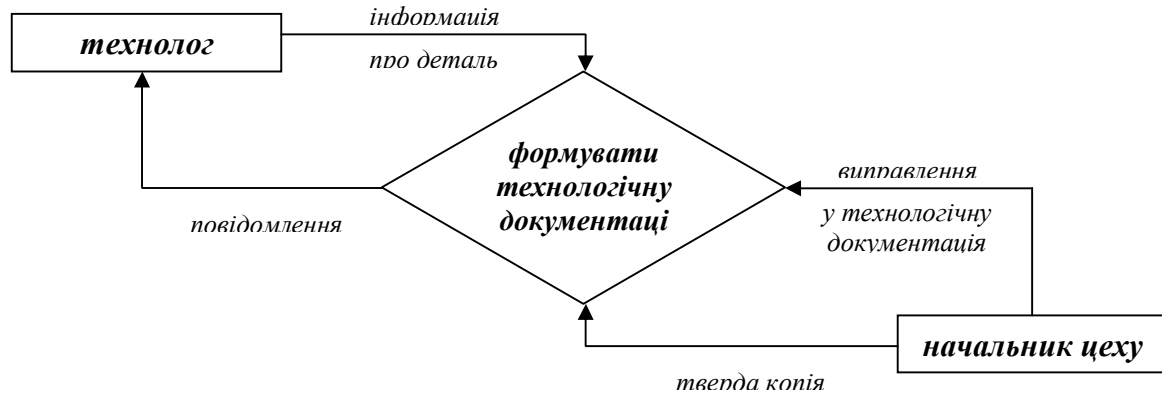 інформація
технолог
про деталь
формувати
технологічну
документаці
виправлення
у технологічну
документація
повідомлення
начальник цеху
тверда копія